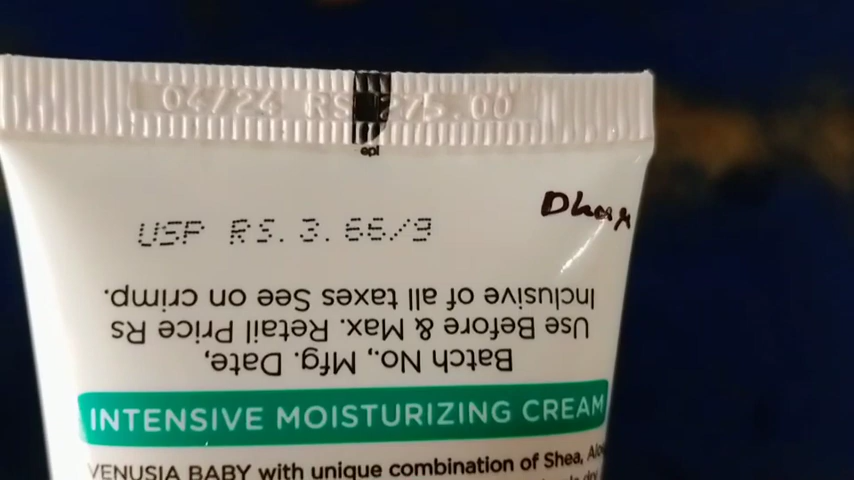 04/24 RS 275.00
epl
USP RS. 3. 66/9
Batch No., Mfg. Date,
Use Before & Max. Retail Price Rs
Inclusive of all taxes See on crimp.
INTENSIVE MOISTURIZING CREAM
VENUSIA BABY with unique combination of Shea,